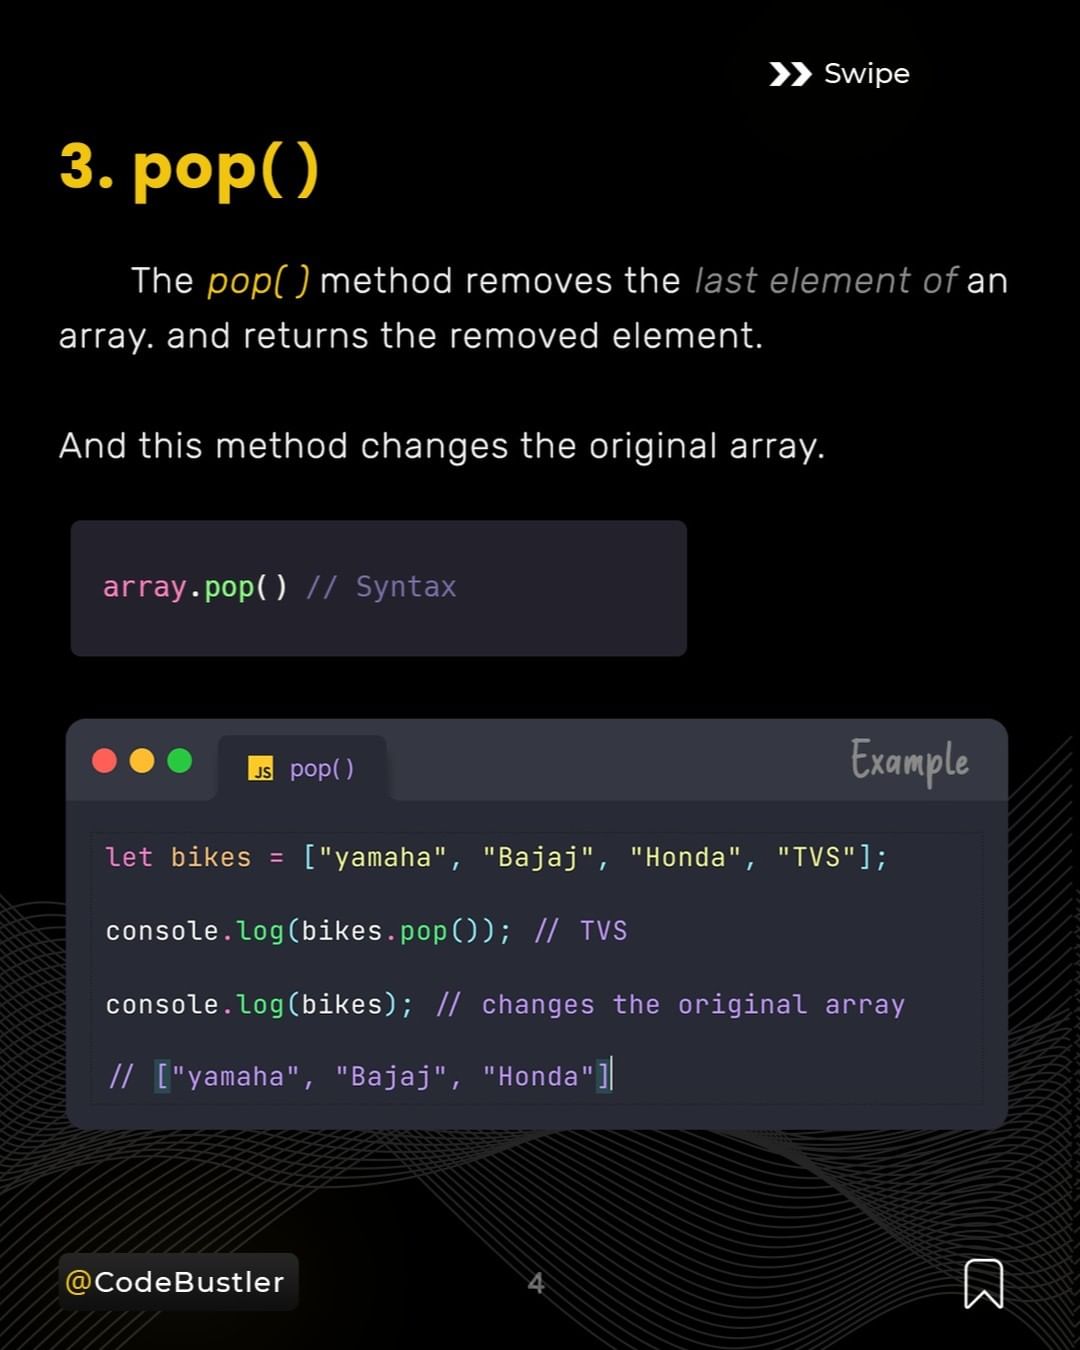 Swipe
3. pop( )
The pop( ) method removes the last element of an
array. and returns the removed element.
And this method changes the original array.
array.pop() // Syntax
JS pop( ) Example
let bikes = ["yamaha", "Bajaj", "Honda", "TVS"];
console.log(bikes.pop()); // TVS
console.log(bikes); // changes the original array
// ["yamaha", "Bajaj", "Honda"]
@CodeBustler 4